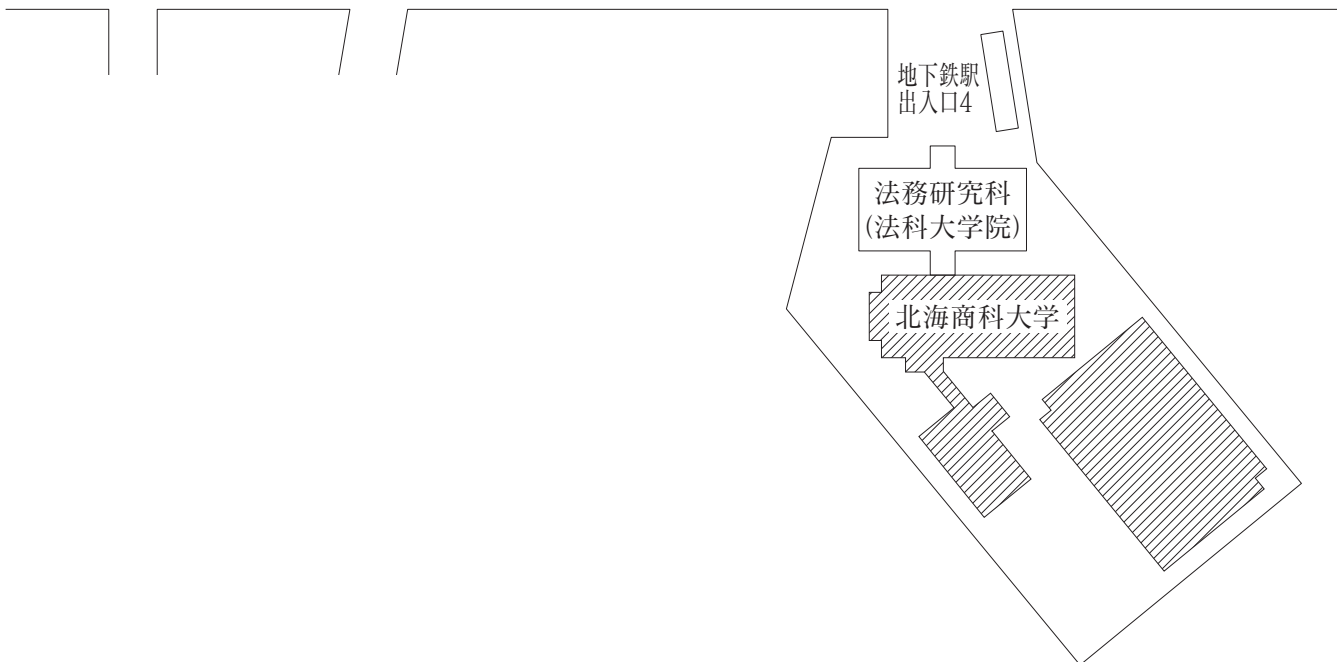 地下鉄駅
出入口4
法務研究科
(法科大学院)
北海商科大学